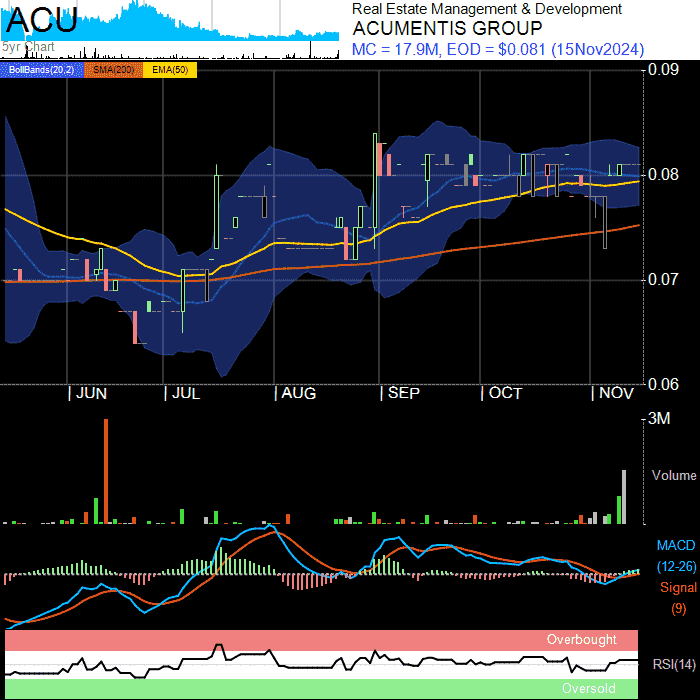 ACU
5yr Chart
Real Estate Management & Development
ACUMENTIS GROUP
MC = 17.9M, EOD = $0.081 (15Nov2024)
BollBands(20,2) SMA(200) EMA(50)
0.09
0.08
0.07
0.06
| JUN | JUL | AUG | SEP | OCT | NOV
3M
Volume
MACD
(12-26)
Signal
(9)
Overbought
RSI(14)
Oversold